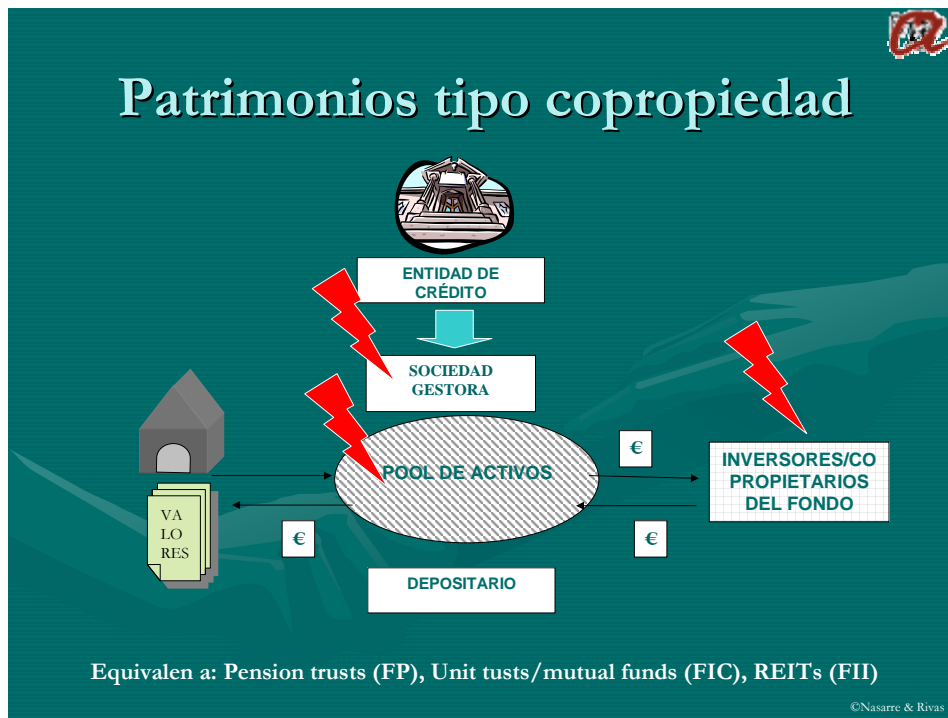 Patrimonios tipo copropiedad
ENTIDAD DE
CRÉDITO
SOCIEDAD
GESTORA
POOL DE ACTIVOS
€
INVERSORES/CO
PROPIETARIOS
DEL FONDO
VA
LO
RES
€
€
DEPOSITARIO
Equivalen a: Pension trusts (FP), Unit tusts/mutual funds (FIC), REITs (FII)
©Nasarre & Rivas